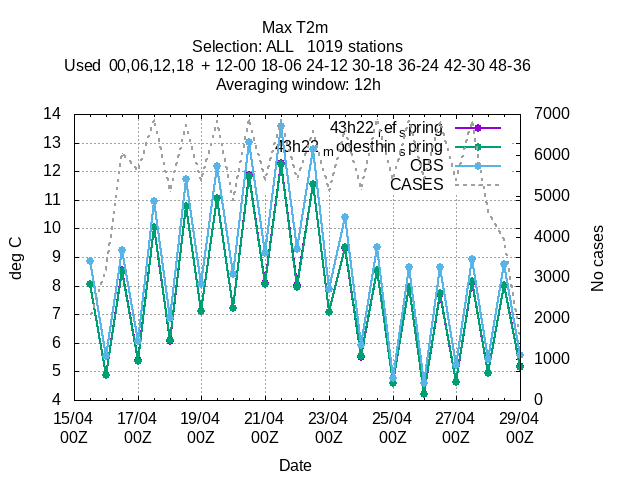 Max T2m
Selection: ALL   1019 stations
Used  00,06,12,18  + 12-00 18-06 24-12 30-18 36-24 42-30 48-36
Averaging window: 12h
14
13
12
11
10
9
8
7
6
5
4
deg C
7000
6000
5000
4000
3000
2000
1000
0
No cases
43h22_ref_spring
43h22_modesthin_spring
OBS
CASES
15/04 17/04 19/04 21/04 23/04 25/04 27/04 29/04
00Z 00Z 00Z 00Z 00Z 00Z 00Z 00Z
Date